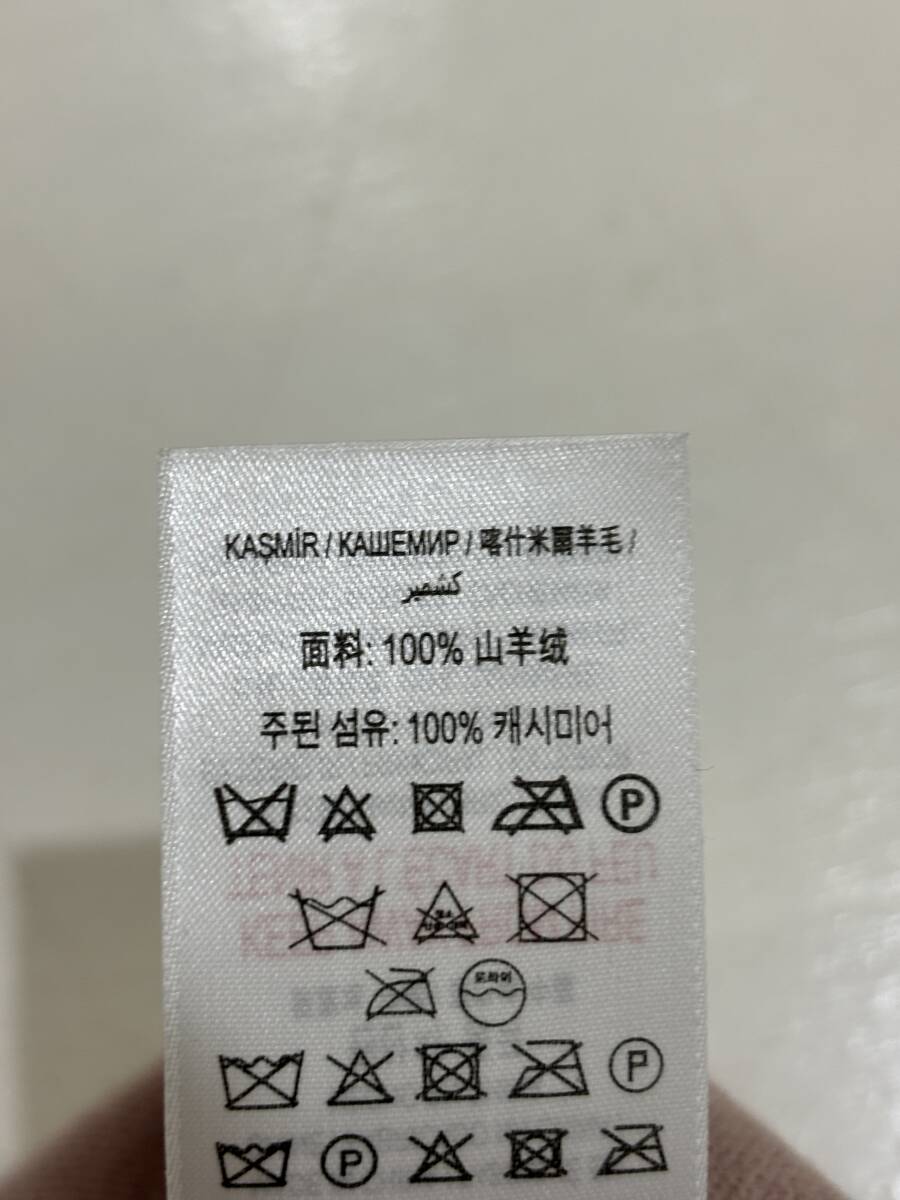 KAŞMİR / КАШЕМИР / 喀什米爾羊毛 /
كشمير
面料: 100% 山羊绒
주된 섬유: 100% 캐시미어
P
드라이
P
P